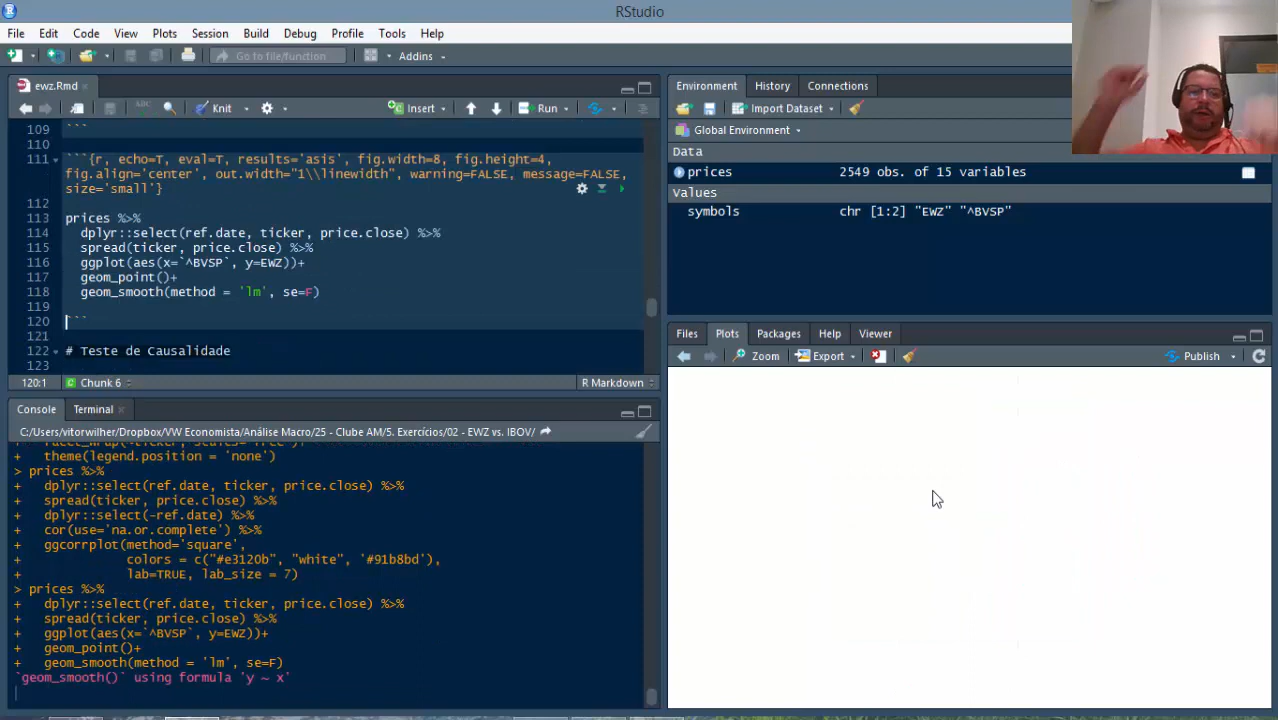 RStudio
File Edit Code View Plots Session Build Debug Profile Tools Help
Go to file/function Addins
ewz.Rmd
ABC Knit Insert Run
109 ```
110
111 ```{r, echo=T, eval=T, results='asis', fig.width=8, fig.height=4,
fig.align='center', out.width="1\\linewidth", warning=FALSE, message=FALSE,
size='small'}
112
113 prices %>%
114 dplyr::select(ref.date, ticker, price.close) %>%
115 spread(ticker, price.close) %>%
116 ggplot(aes(x=`^BVSP`, y=EWZ))+
117 geom_point()+
118 geom_smooth(method = 'lm', se=F)
119
120 ```
121
122 # Teste de Causalidade
123
120:1 Chunk 6 R Markdown
Console Terminal
C:/Users/vitorwilher/Dropbox/VW Economista/Análise Macro/25 - Clube AM/5. Exercícios/02 - EWZ vs. IBOV/
+ theme(legend.position = 'none')
> prices %>%
+ dplyr::select(ref.date, ticker, price.close) %>%
+ spread(ticker, price.close) %>%
+ dplyr::select(-ref.date) %>%
+ cor(use='na.or.complete') %>%
+ ggcorrplot(method='square',
+ colors = c("#e3120b", "white", '#91b8bd'),
+ lab=TRUE, lab_size = 7)
> prices %>%
+ dplyr::select(ref.date, ticker, price.close) %>%
+ spread(ticker, price.close) %>%
+ ggplot(aes(x=`^BVSP`, y=EWZ))+
+ geom_point()+
+ geom_smooth(method = 'lm', se=F)
`geom_smooth()` using formula 'y ~ x'
Environment History Connections
Import Dataset
Global Environment
Data
prices 2549 obs. of 15 variables
Values
symbols chr [1:2] "EWZ" "^BVSP"
Files Plots Packages Help Viewer
Zoom Export Publish